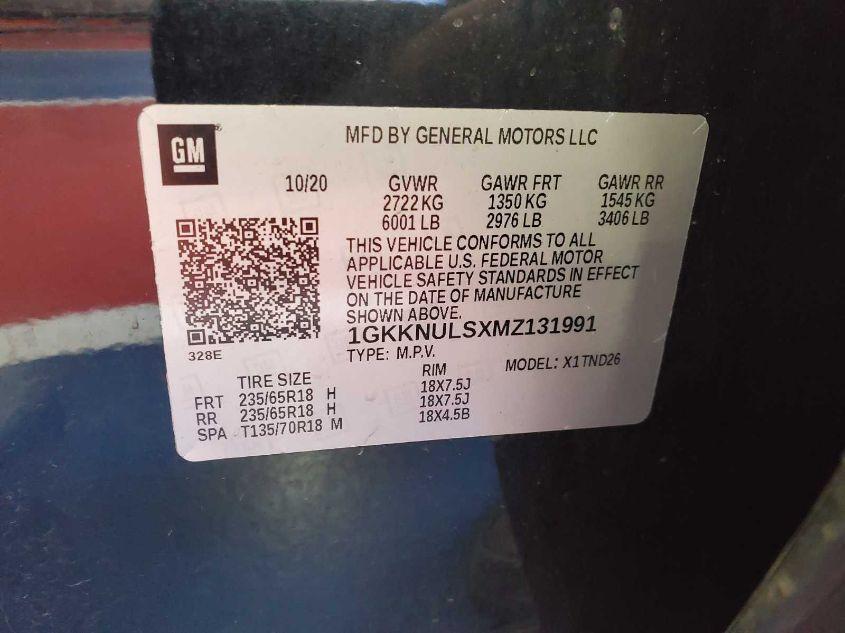 GM
MFD BY GENERAL MOTORS LLC
10/20 GVWR GAWR FRT GAWR RR
2722 KG 1350 KG 1545 KG
6001 LB 2976 LB 3406 LB
THIS VEHICLE CONFORMS TO ALL
APPLICABLE U.S. FEDERAL MOTOR
VEHICLE SAFETY STANDARDS IN EFFECT
ON THE DATE OF MANUFACTURE
SHOWN ABOVE.
1GKKNULSXMZ131991
328E
TYPE: M.P.V. MODEL: X1TND26
TIRE SIZE RIM
FRT 235/65R18 H 18X7.5J
RR 235/65R18 H 18X7.5J
SPA T135/70R18 M 18X4.5B